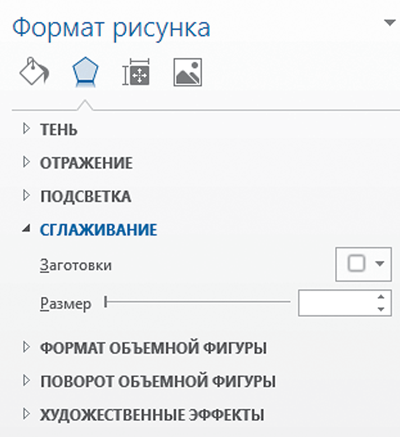 Формат рисунка
ТЕНЬ
ОТРАЖЕНИЕ
ПОДСВЕТКА
СГЛАЖИВАНИЕ
Заготовки
Размер
ФОРМАТ ОБЪЕМНОЙ ФИГУРЫ
ПОВОРОТ ОБЪЕМНОЙ ФИГУРЫ
ХУДОЖЕСТВЕННЫЕ ЭФФЕКТЫ